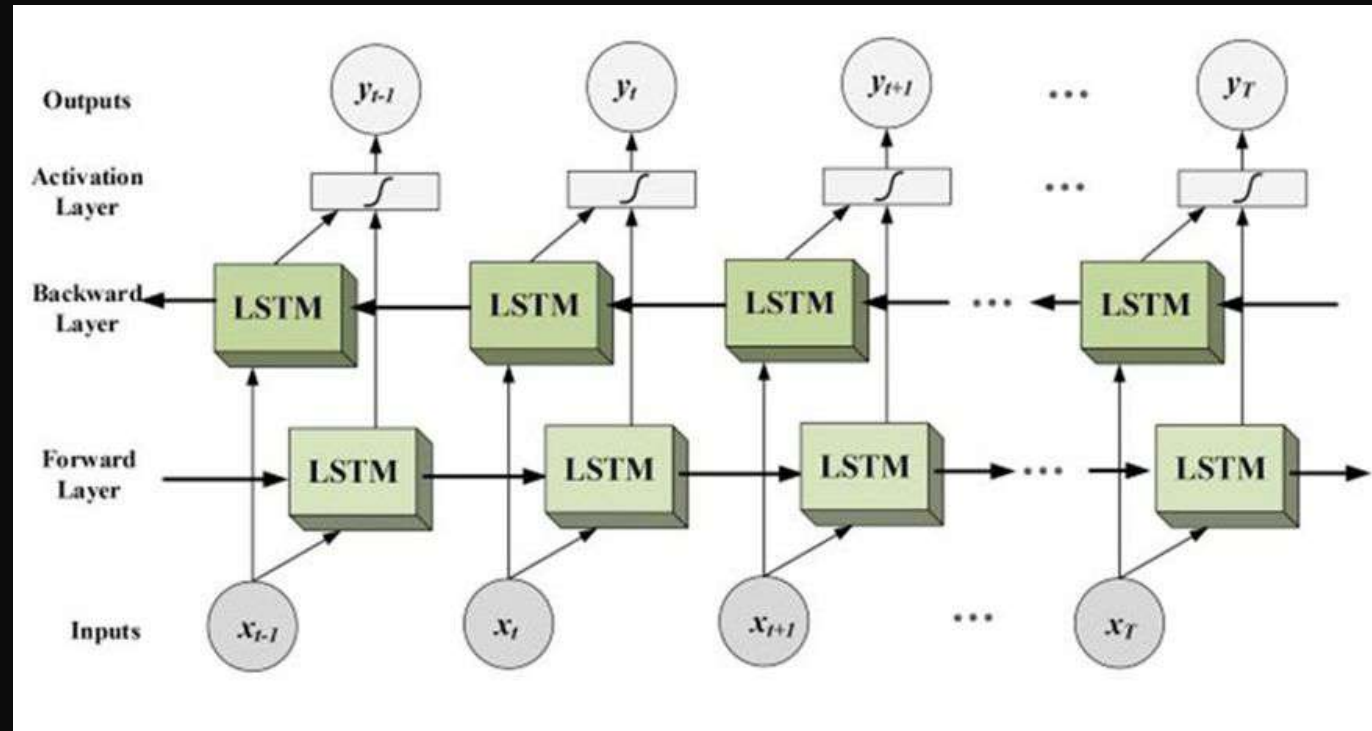 Outputs
y_{t-1} y_t y_{t+1} ... y_T
Activation
Layer
∫ ∫ ∫ ... ∫
Backward
Layer
LSTM LSTM LSTM ... LSTM
Forward
Layer
LSTM LSTM LSTM ... LSTM
Inputs
x_{t-1} x_t x_{t+1} ... x_T